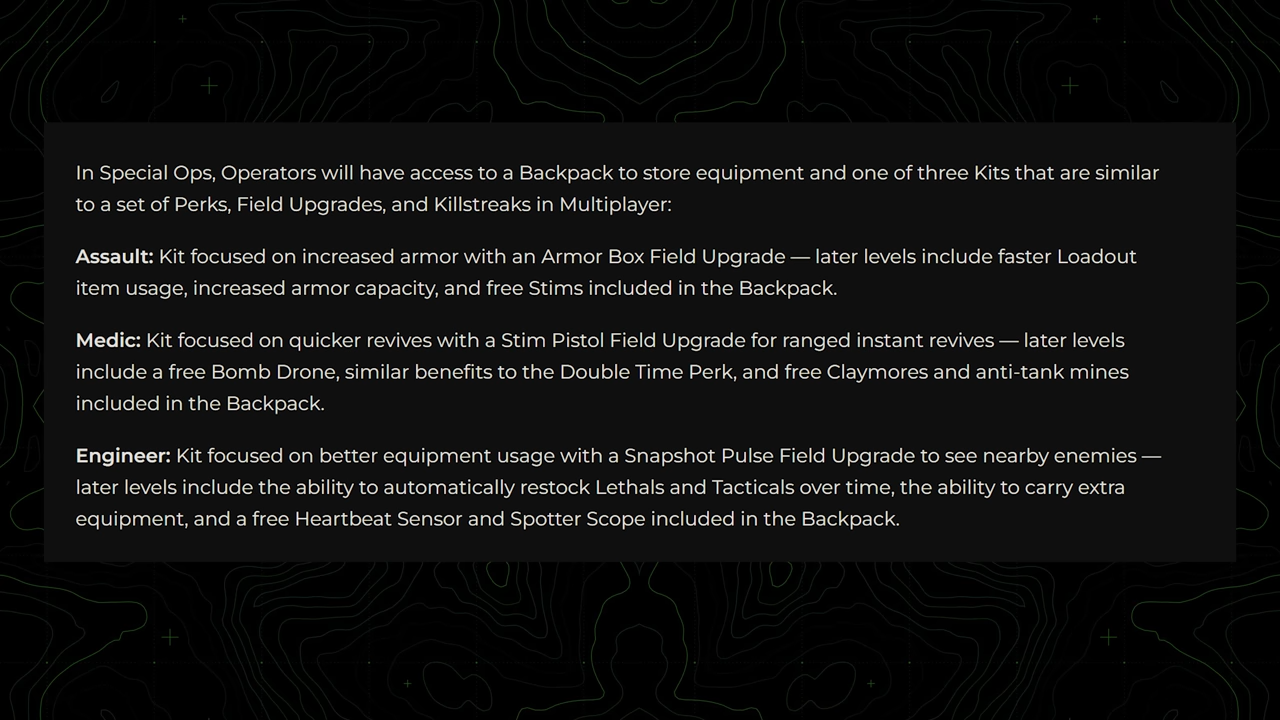 In Special Ops, Operators will have access to a Backpack to store equipment and one of three Kits that are similar
to a set of Perks, Field Upgrades, and Killstreaks in Multiplayer:
Assault: Kit focused on increased armor with an Armor Box Field Upgrade — later levels include faster Loadout
item usage, increased armor capacity, and free Stims included in the Backpack.
Medic: Kit focused on quicker revives with a Stim Pistol Field Upgrade for ranged instant revives — later levels
include a free Bomb Drone, similar benefits to the Double Time Perk, and free Claymores and anti-tank mines
included in the Backpack.
Engineer: Kit focused on better equipment usage with a Snapshot Pulse Field Upgrade to see nearby enemies —
later levels include the ability to automatically restock Lethals and Tacticals over time, the ability to carry extra
equipment, and a free Heartbeat Sensor and Spotter Scope included in the Backpack.